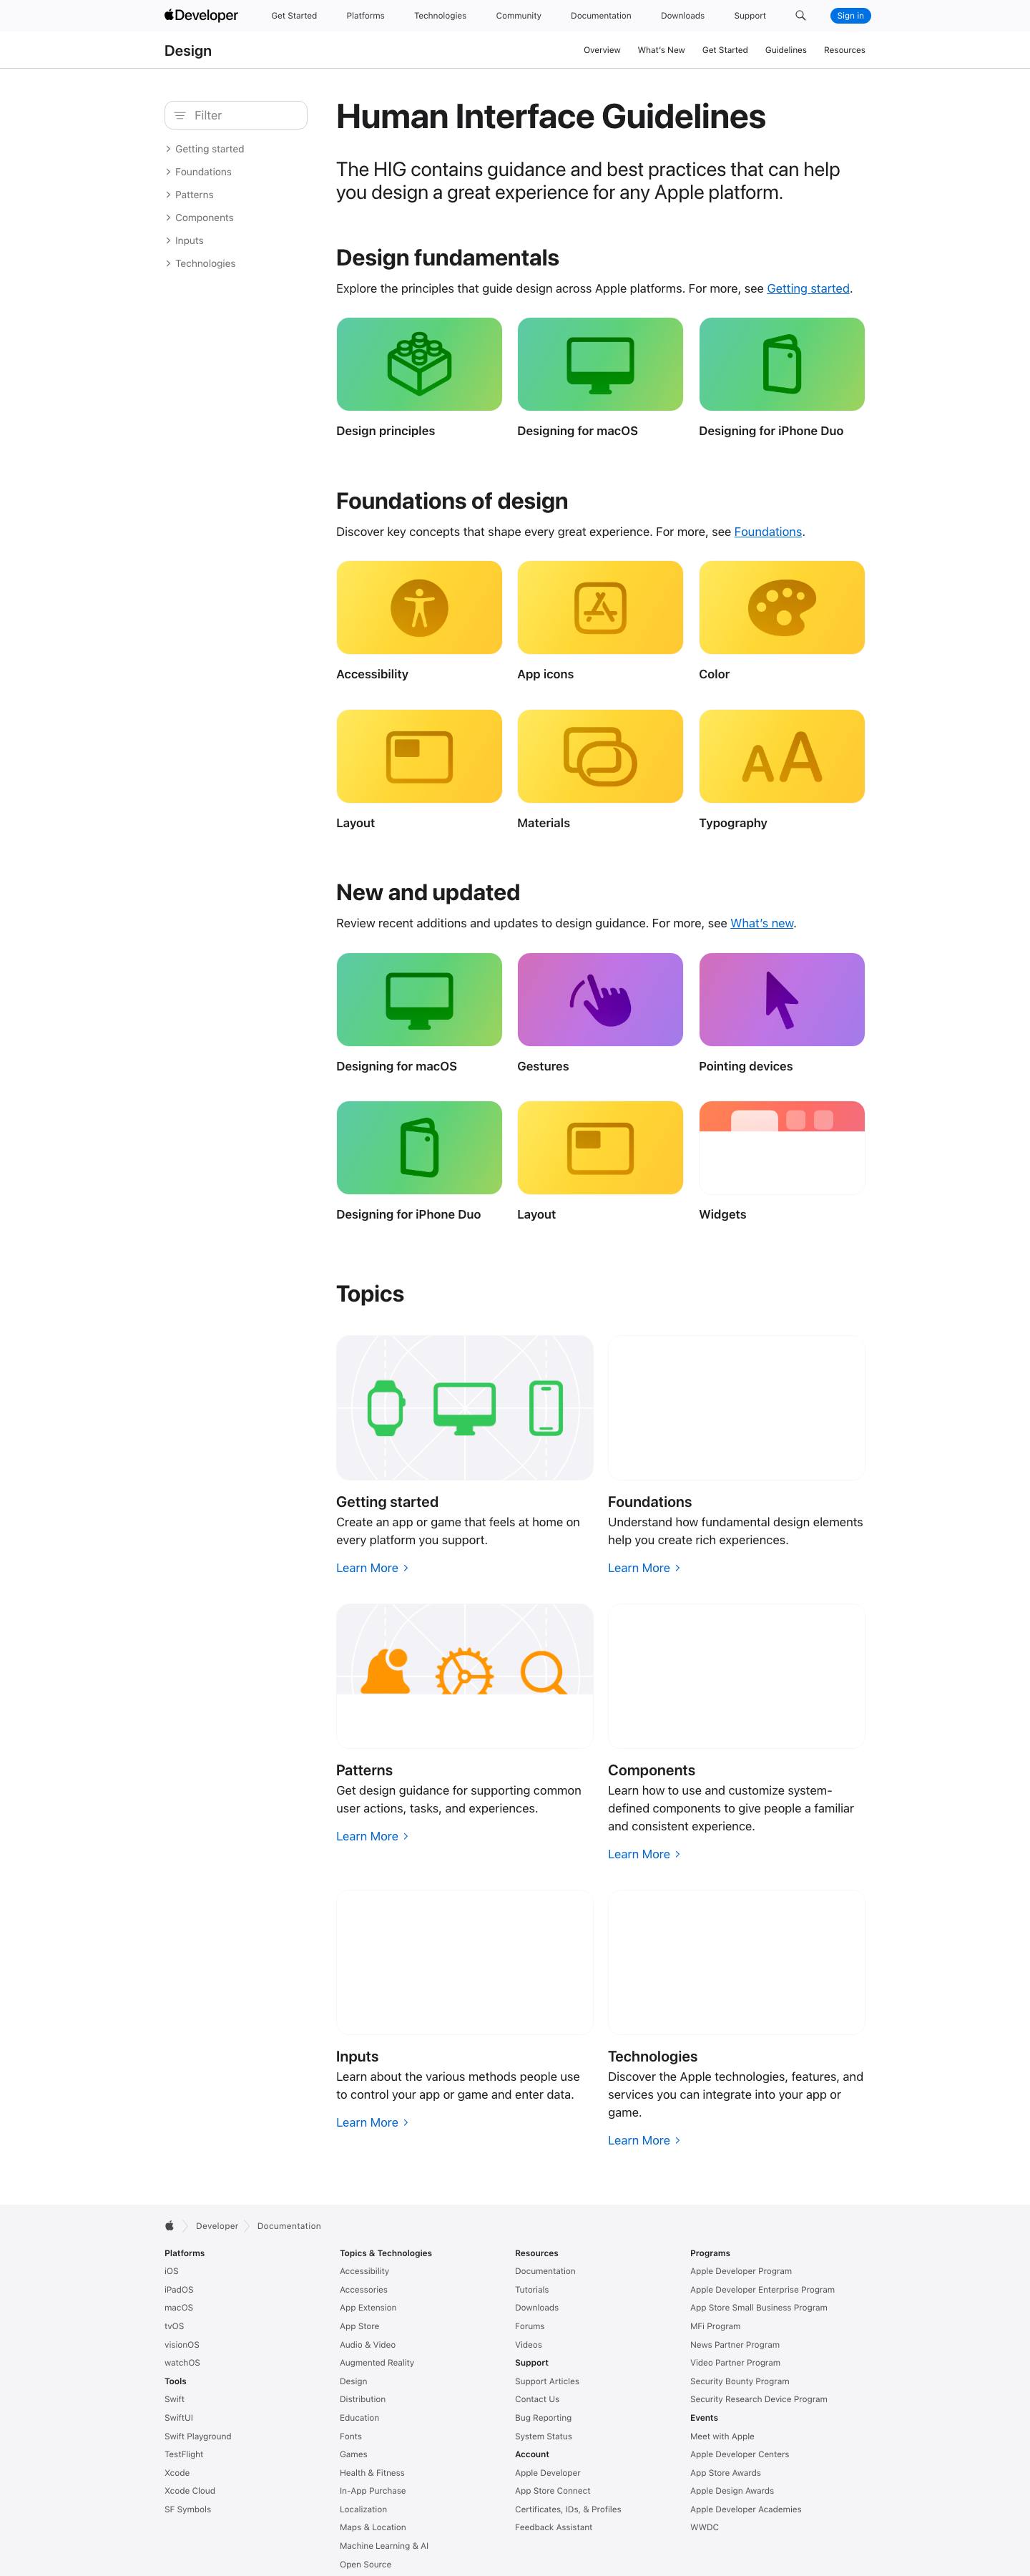 Developer
Get Started
Platforms
Technologies
Community
Documentation
Downloads
Support
Sign in
Design
Overview
What's New
Get Started
Guidelines
Resources
Filter
Getting started
Foundations
Patterns
Components
Inputs
Technologies
Human Interface Guidelines
The HIG contains guidance and best practices that can help
you design a great experience for any Apple platform.
Design fundamentals
Explore the principles that guide design across Apple platforms. For more, see Getting started.
Design principles
Designing for macOS
Designing for iPhone Duo
Foundations of design
Discover key concepts that shape every great experience. For more, see Foundations.
Accessibility
App icons
Color
Layout
Materials
AA
Typography
New and updated
Review recent additions and updates to design guidance. For more, see What's new.
Designing for macOS
Gestures
Pointing devices
Designing for iPhone Duo
Layout
Widgets
Topics
Getting started
Create an app or game that feels at home on
every platform you support.
Learn More
Foundations
Understand how fundamental design elements
help you create rich experiences.
Learn More
Patterns
Get design guidance for supporting common
user actions, tasks, and experiences.
Learn More
Components
Learn how to use and customize system-
defined components to give people a familiar
and consistent experience.
Learn More
Inputs
Learn about the various methods people use
to control your app or game and enter data.
Learn More
Technologies
Discover the Apple technologies, features, and
services you can integrate into your app or
game.
Learn More
Developer
Documentation
Platforms
iOS
iPadOS
macOS
tvOS
visionOS
watchOS
Tools
Swift
SwiftUI
Swift Playground
TestFlight
Xcode
Xcode Cloud
SF Symbols
Topics & Technologies
Accessibility
Accessories
App Extension
App Store
Audio & Video
Augmented Reality
Design
Distribution
Education
Fonts
Games
Health & Fitness
In-App Purchase
Localization
Maps & Location
Machine Learning & AI
Open Source
Resources
Documentation
Tutorials
Downloads
Forums
Videos
Support
Support Articles
Contact Us
Bug Reporting
System Status
Account
Apple Developer
App Store Connect
Certificates, IDs, & Profiles
Feedback Assistant
Programs
Apple Developer Program
Apple Developer Enterprise Program
App Store Small Business Program
MFi Program
News Partner Program
Video Partner Program
Security Bounty Program
Security Research Device Program
Events
Meet with Apple
Apple Developer Centers
App Store Awards
Apple Design Awards
Apple Developer Academies
WWDC